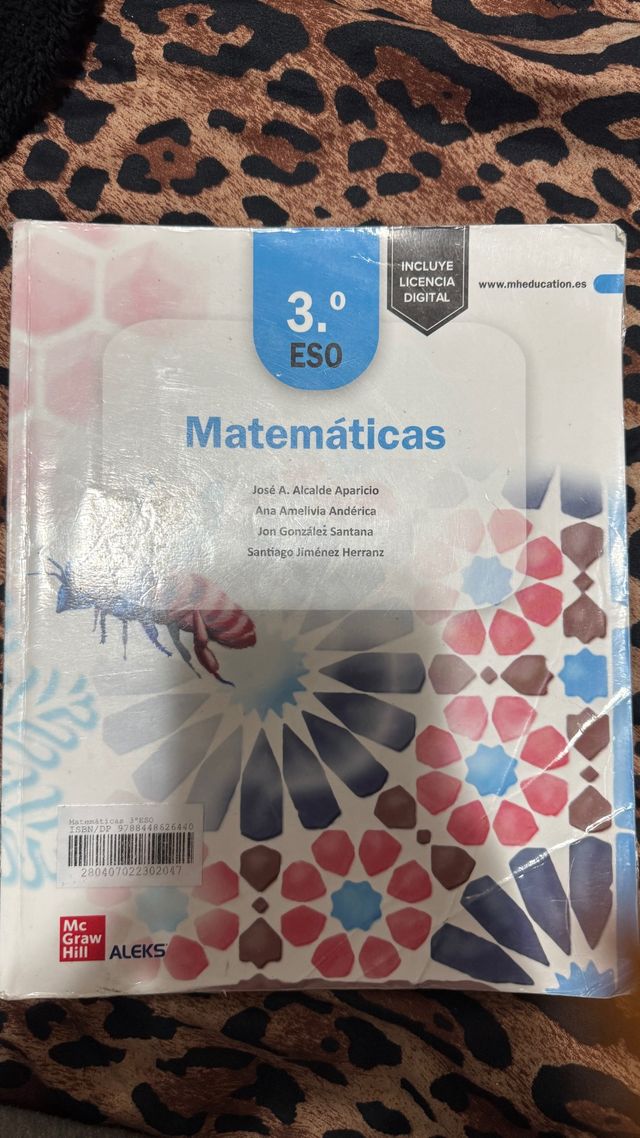 3.º
ESO
INCLUYE
LICENCIA
DIGITAL
www.mheducation.es
Matemáticas
José A. Alcalde Aparicio
Ana Amelivia Andérica
Jon González Santana
Santiago Jiménez Herranz
Matemáticas 3ºESO
ISBN/DP 9788448626440
280407022302047
Mc
Graw
Hill
ALEKS